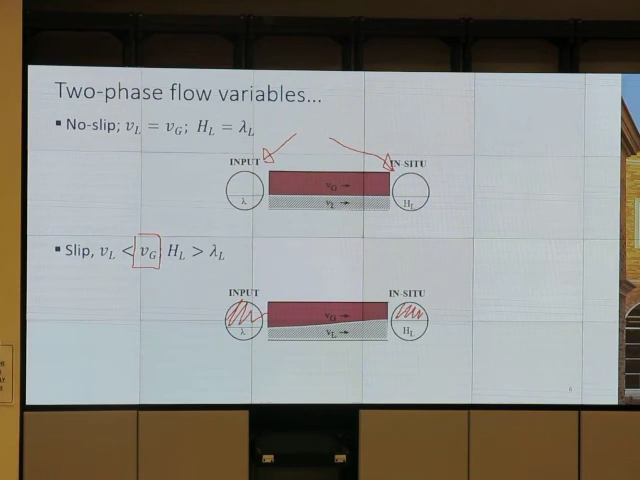 Two-phase flow variables...
▪ No-slip; v_L = v_G; H_L = λ_L
INPUT IN-SITU
v_G →
λ v_L → H_L
▪ Slip, v_L < v_G, H_L > λ_L
INPUT IN-SITU
v_G →
λ v_L → H_L
6